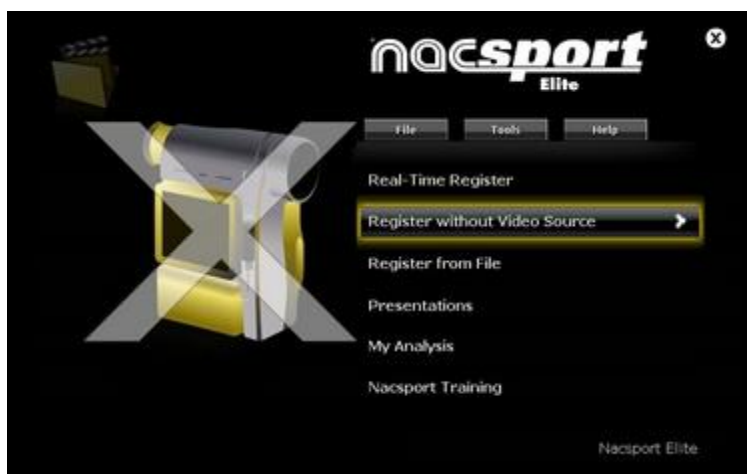 nacsport
Elite
File Tools Help
Real-Time Register
Register without Video Source
Register from File
Presentations
My Analysis
Nacsport Training
Nacsport Elite